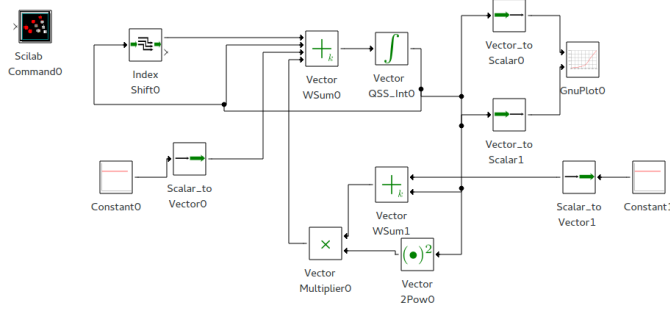 Scilab
Command0
Index
Shift0
+k
Vector
WSum0
∫
Vector
QSS_Int0
Vector_to
Scalar0
GnuPlot0
Vector_to
Scalar1
Constant0
Scalar_to
Vector0
+k
Vector
WSum1
Scalar_to
Vector1
Constant1
×
Vector
Multiplier0
(•)2
Vector
2Pow0